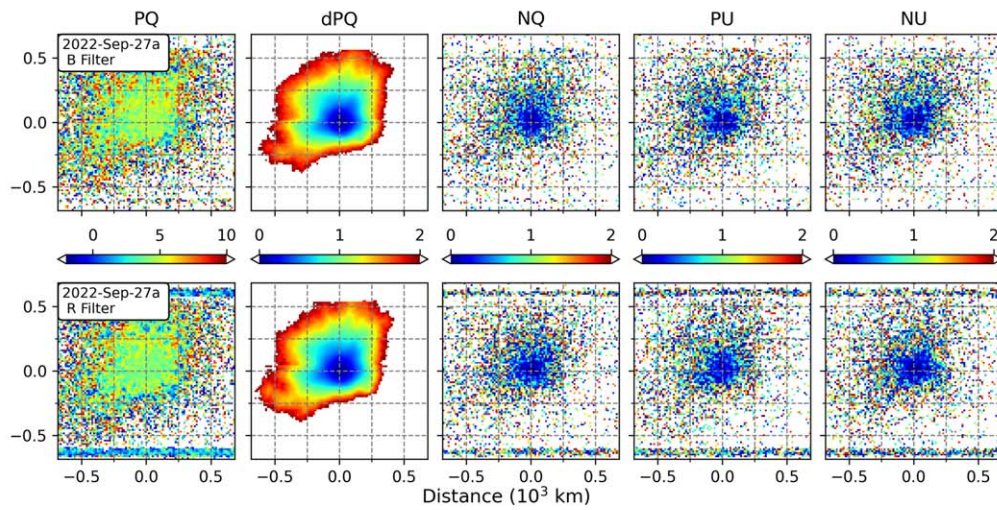 PQ dPQ NQ PU NU
2022-Sep-27a
B Filter
0.5
0.0
−0.5
0 5 10 0 1 2 0 1 2 0 1 2 0 1 2
2022-Sep-27a
R Filter
0.5
0.0
−0.5
−0.5 0.0 0.5 −0.5 0.0 0.5 −0.5 0.0 0.5 −0.5 0.0 0.5 −0.5 0.0 0.5
Distance (10³ km)